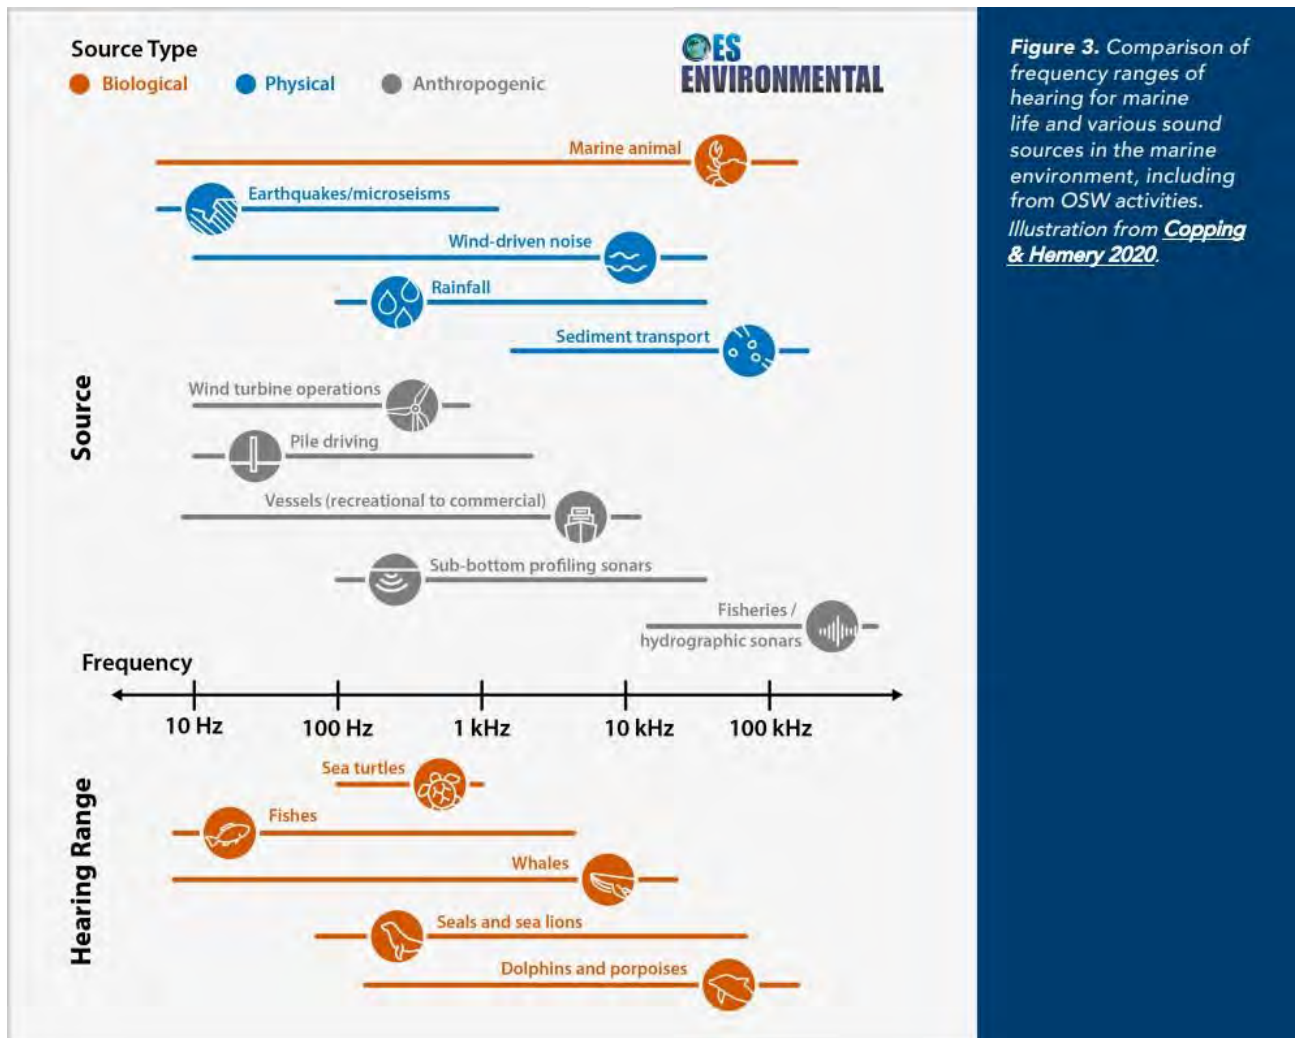 Source Type
Biological
Physical
Anthropogenic
OES
ENVIRONMENTAL
Marine animal
Earthquakes/microseisms
Wind-driven noise
Rainfall
Sediment transport
Source
Wind turbine operations
Pile driving
Vessels (recreational to commercial)
Sub-bottom profiling sonars
Fisheries /
hydrographic sonars
Frequency
10 Hz
100 Hz
1 kHz
10 kHz
100 kHz
Hearing Range
Sea turtles
Fishes
Whales
Seals and sea lions
Dolphins and porpoises
Figure 3. Comparison of
frequency ranges of
hearing for marine
life and various sound
sources in the marine
environment, including
from OSW activities.
Illustration from Copping
& Hemery 2020.